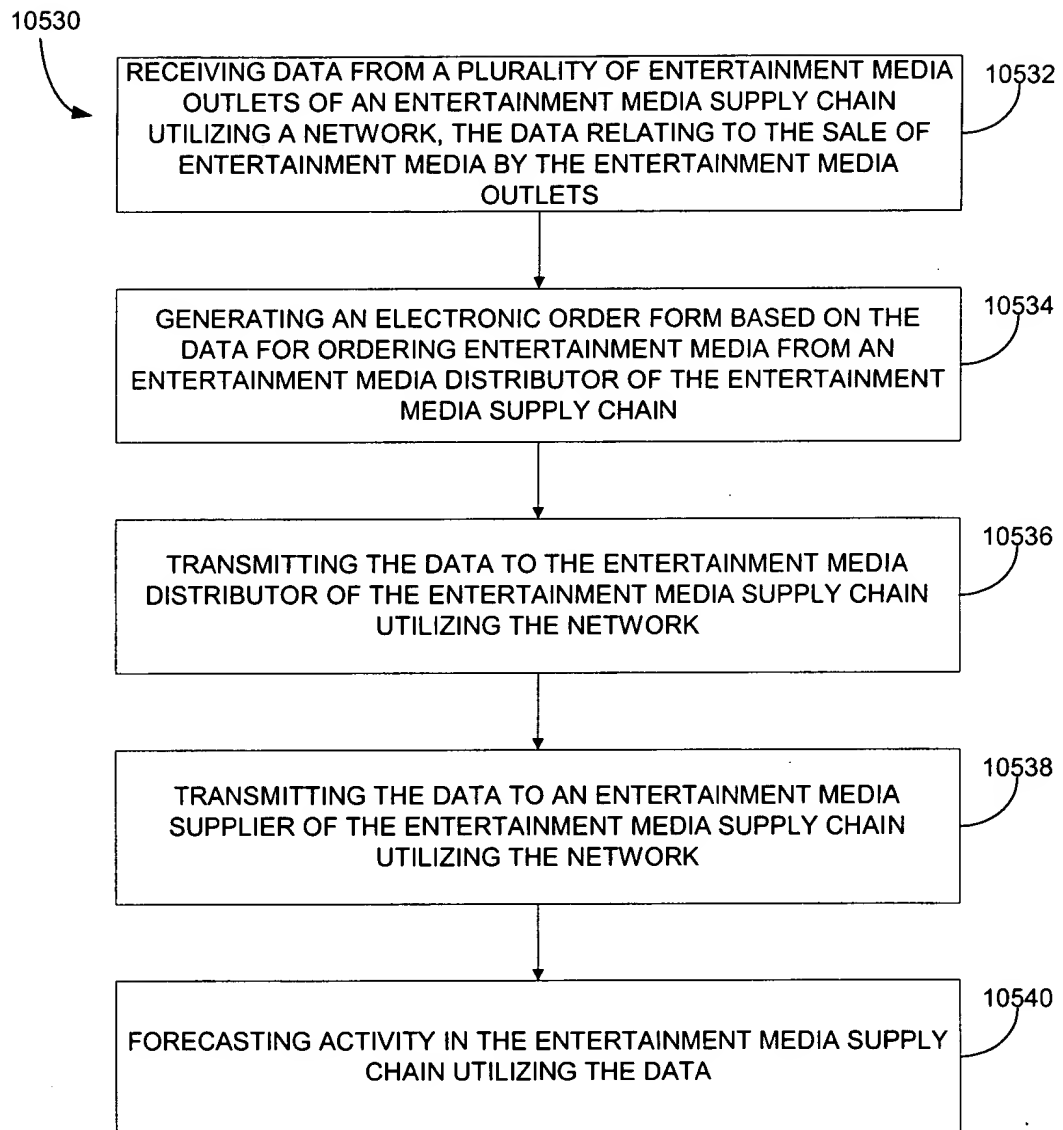 10530
RECEIVING DATA FROM A PLURALITY OF ENTERTAINMENT MEDIA
OUTLETS OF AN ENTERTAINMENT MEDIA SUPPLY CHAIN
UTILIZING A NETWORK, THE DATA RELATING TO THE SALE OF
ENTERTAINMENT MEDIA BY THE ENTERTAINMENT MEDIA
OUTLETS
10532
GENERATING AN ELECTRONIC ORDER FORM BASED ON THE
DATA FOR ORDERING ENTERTAINMENT MEDIA FROM AN
ENTERTAINMENT MEDIA DISTRIBUTOR OF THE ENTERTAINMENT
MEDIA SUPPLY CHAIN
10534
TRANSMITTING THE DATA TO THE ENTERTAINMENT MEDIA
DISTRIBUTOR OF THE ENTERTAINMENT MEDIA SUPPLY CHAIN
UTILIZING THE NETWORK
10536
TRANSMITTING THE DATA TO AN ENTERTAINMENT MEDIA
SUPPLIER OF THE ENTERTAINMENT MEDIA SUPPLY CHAIN
UTILIZING THE NETWORK
10538
FORECASTING ACTIVITY IN THE ENTERTAINMENT MEDIA SUPPLY
CHAIN UTILIZING THE DATA
10540